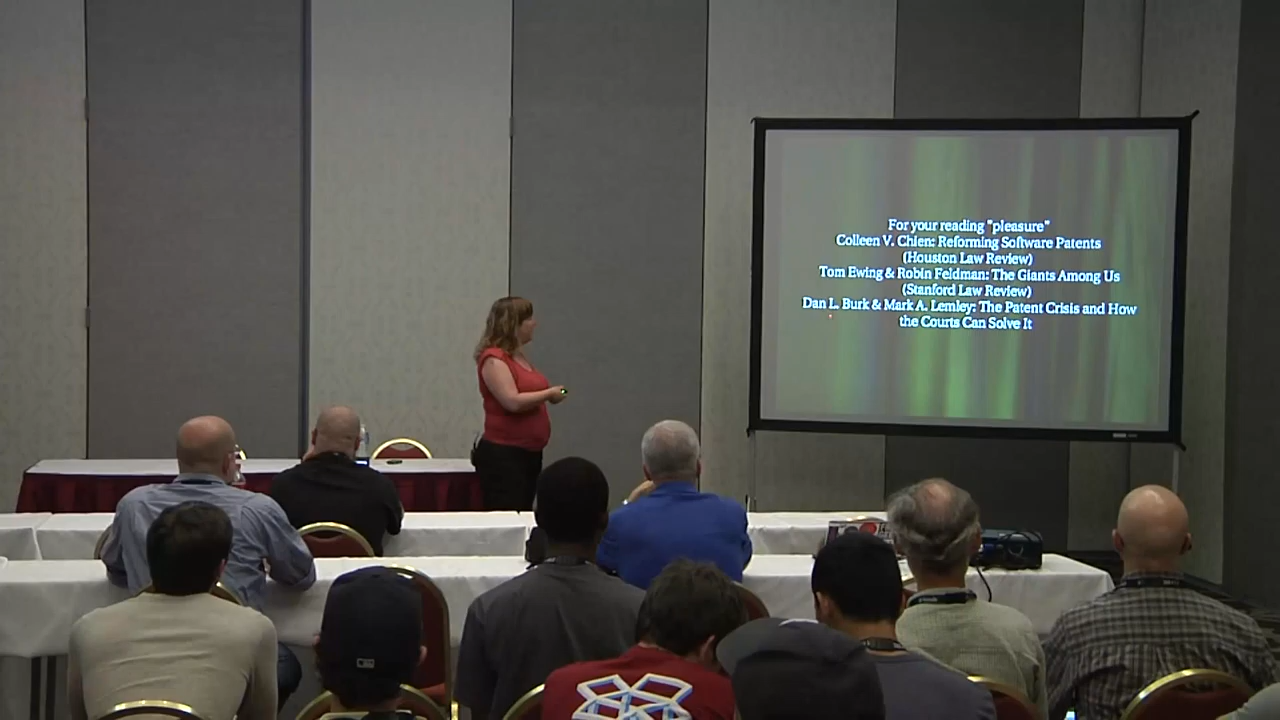 For your reading "pleasure"
Colleen V. Chien: Reforming Software Patents
(Houston Law Review)
Tom Ewing & Robin Feldman: The Giants Among Us
(Stanford Law Review)
Dan L. Burk & Mark A. Lemley: The Patent Crisis and How
the Courts Can Solve It